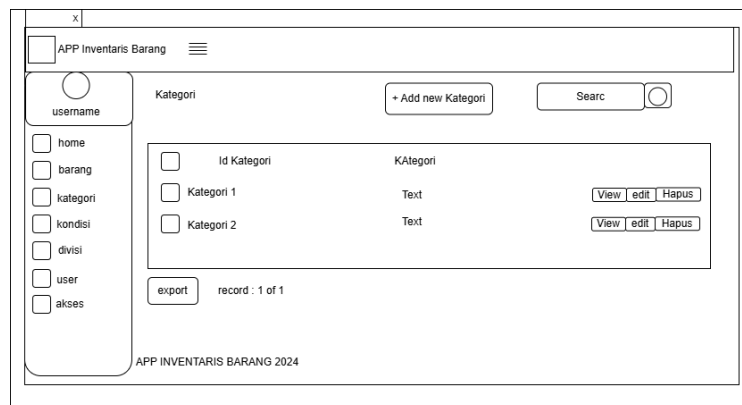 x
APP Inventaris Barang
username
Kategori
+ Add new Kategori
Searc
home
barang
kategori
kondisi
divisi
user
akses
Id Kategori
KAtegori
Kategori 1
Text
View edit Hapus
Kategori 2
Text
View edit Hapus
export
record : 1 of 1
APP INVENTARIS BARANG 2024